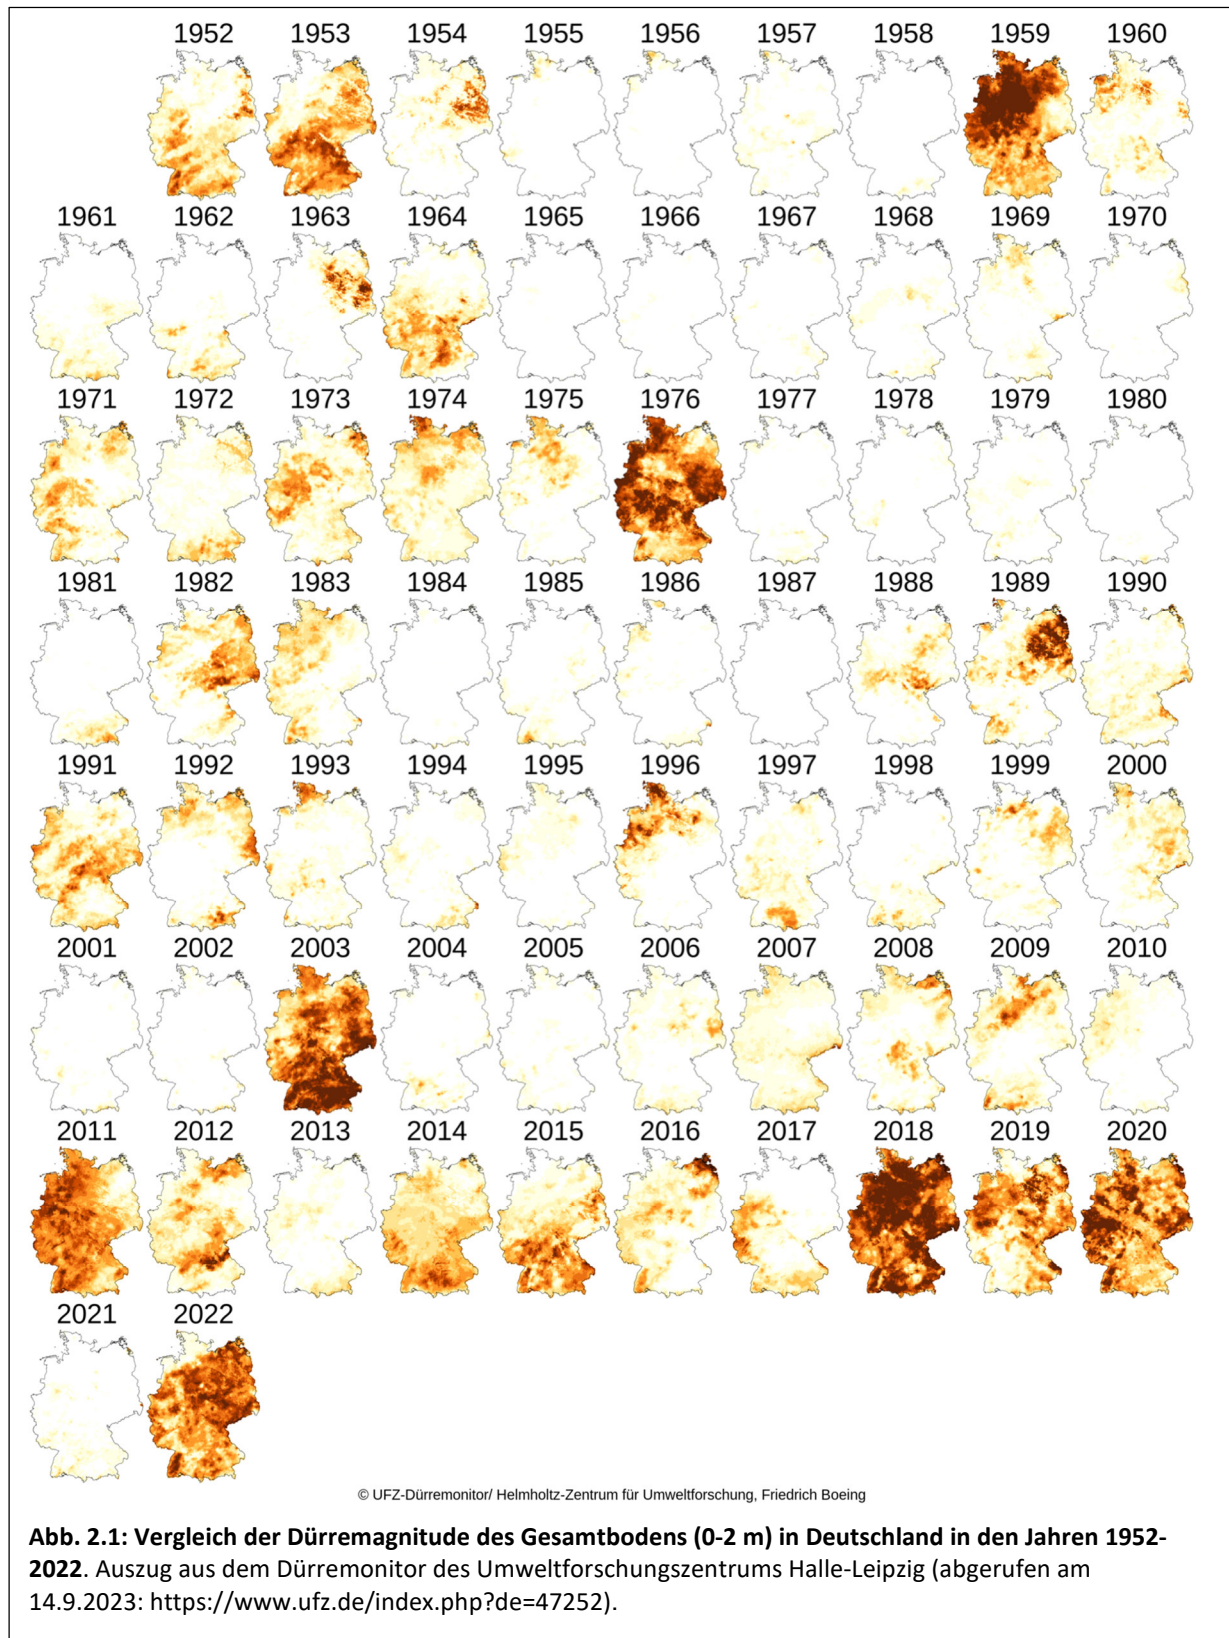 1952 1953 1954 1955 1956 1957 1958 1959 1960
1961 1962 1963 1964 1965 1966 1967 1968 1969 1970
1971 1972 1973 1974 1975 1976 1977 1978 1979 1980
1981 1982 1983 1984 1985 1986 1987 1988 1989 1990
1991 1992 1993 1994 1995 1996 1997 1998 1999 2000
2001 2002 2003 2004 2005 2006 2007 2008 2009 2010
2011 2012 2013 2014 2015 2016 2017 2018 2019 2020
2021 2022
© UFZ-Dürremonitor/ Helmholtz-Zentrum für Umweltforschung, Friedrich Boeing
Abb. 2.1: Vergleich der Dürremagnitude des Gesamtbodens (0-2 m) in Deutschland in den Jahren 1952-
2022. Auszug aus dem Dürremonitor des Umweltforschungszentrums Halle-Leipzig (abgerufen am
14.9.2023: https://www.ufz.de/index.php?de=47252).